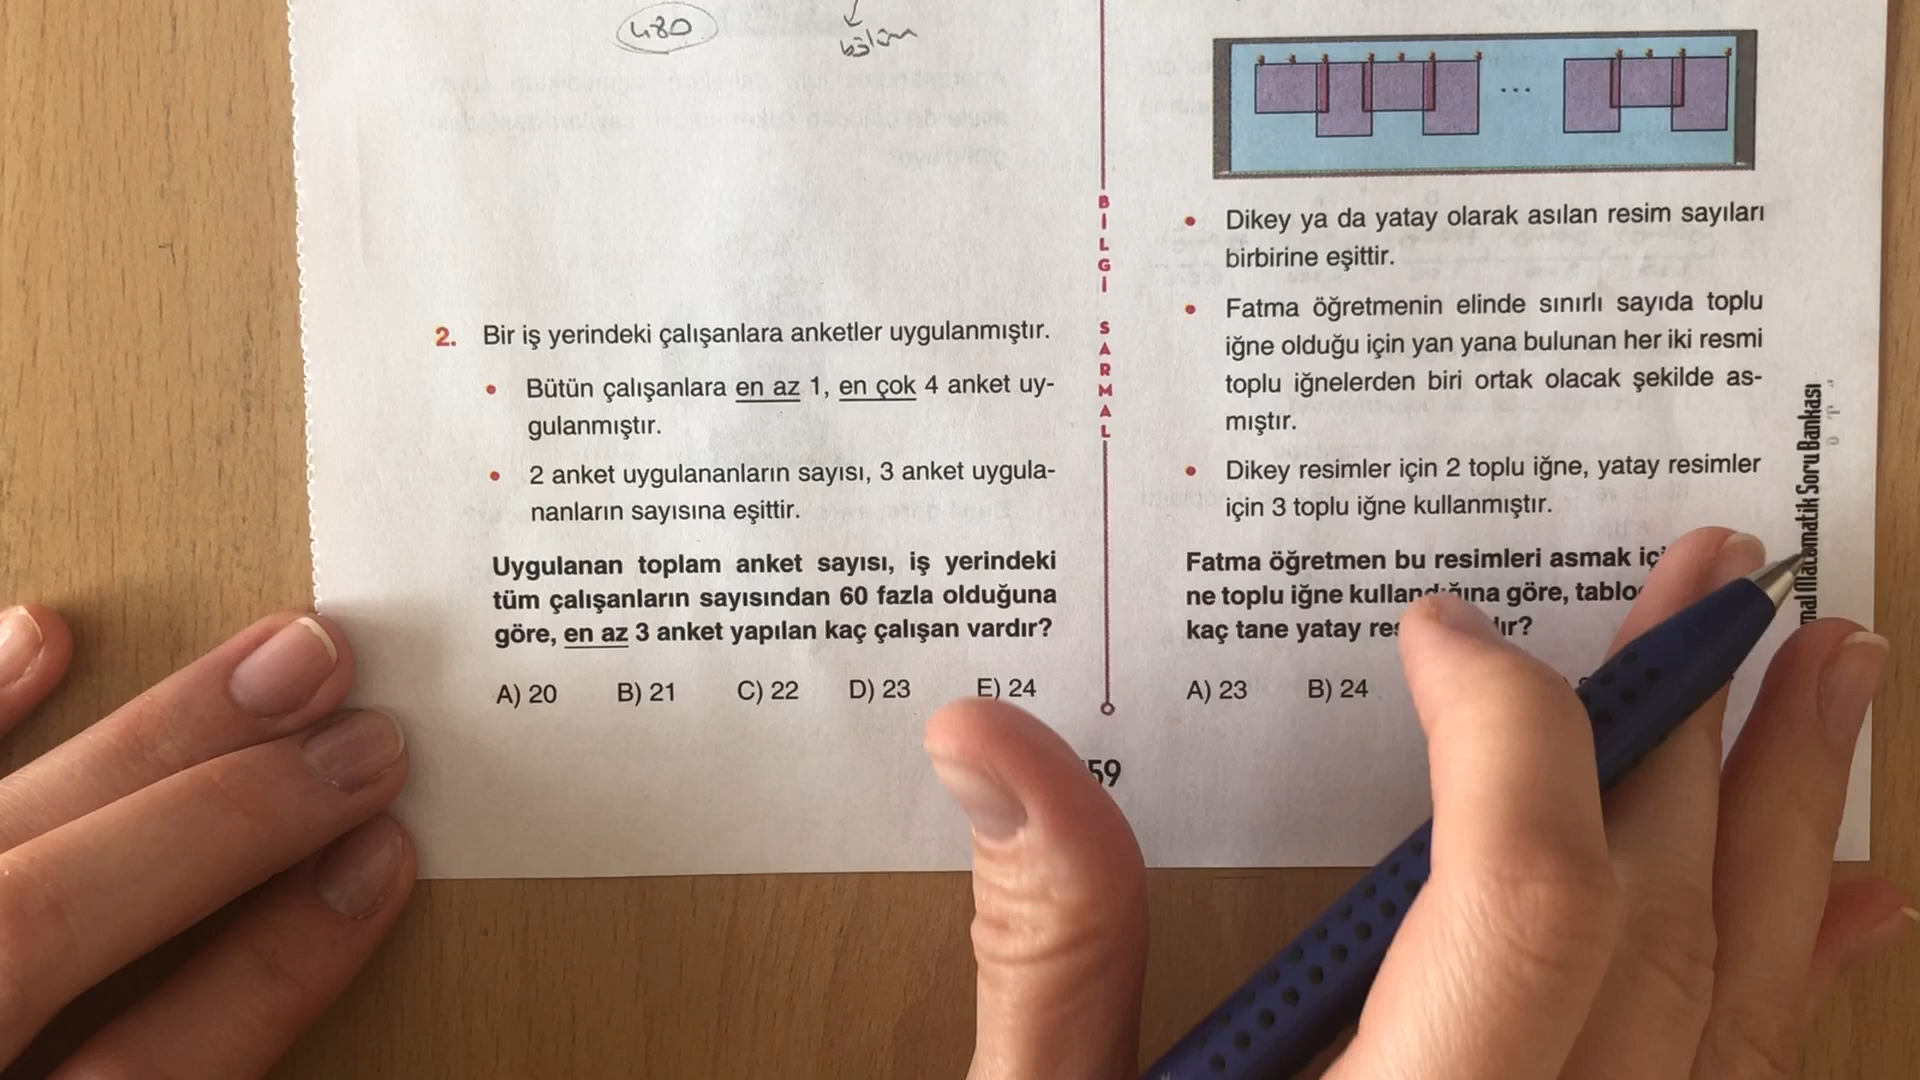 480
bölüm
2. Bir iş yerindeki çalışanlara anketler uygulanmıştır.
• Bütün çalışanlara en az 1, en çok 4 anket uy-
gulanmıştır.
• 2 anket uygulananların sayısı, 3 anket uygula-
nanların sayısına eşittir.
Uygulanan toplam anket sayısı, iş yerindeki
tüm çalışanların sayısından 60 fazla olduğuna
göre, en az 3 anket yapılan kaç çalışan vardır?
A) 20 B) 21 C) 22 D) 23 E) 24
BİLGİ SARMAL
59
...
• Dikey ya da yatay olarak asılan resim sayıları
birbirine eşittir.
• Fatma öğretmenin elinde sınırlı sayıda toplu
iğne olduğu için yan yana bulunan her iki resmi
toplu iğnelerden biri ortak olacak şekilde as-
mıştır.
• Dikey resimler için 2 toplu iğne, yatay resimler
için 3 toplu iğne kullanmıştır.
Fatma öğretmen bu resimleri asmak
ne toplu iğne göre,
kaç tane yatay
A) 23 B) 24
Soru Bankası